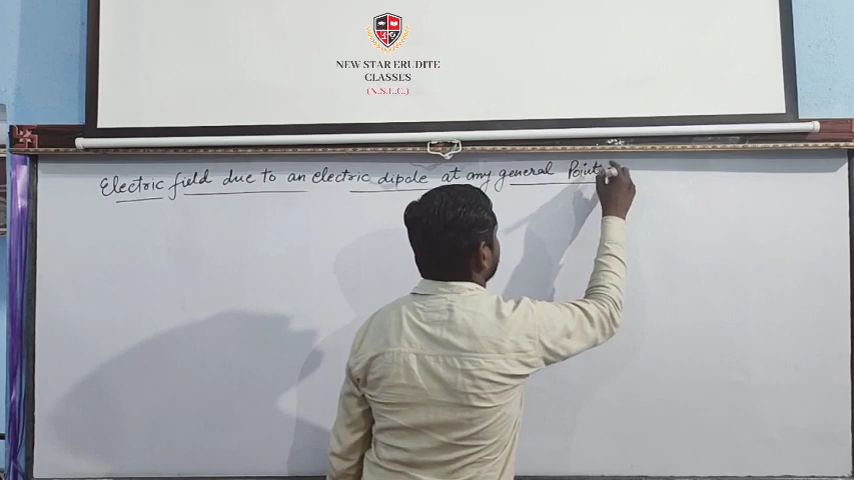 NEW STAR ERUDITE
CLASSES
(N.S.E.C.)
Electric field due to an electric dipole at any general Point